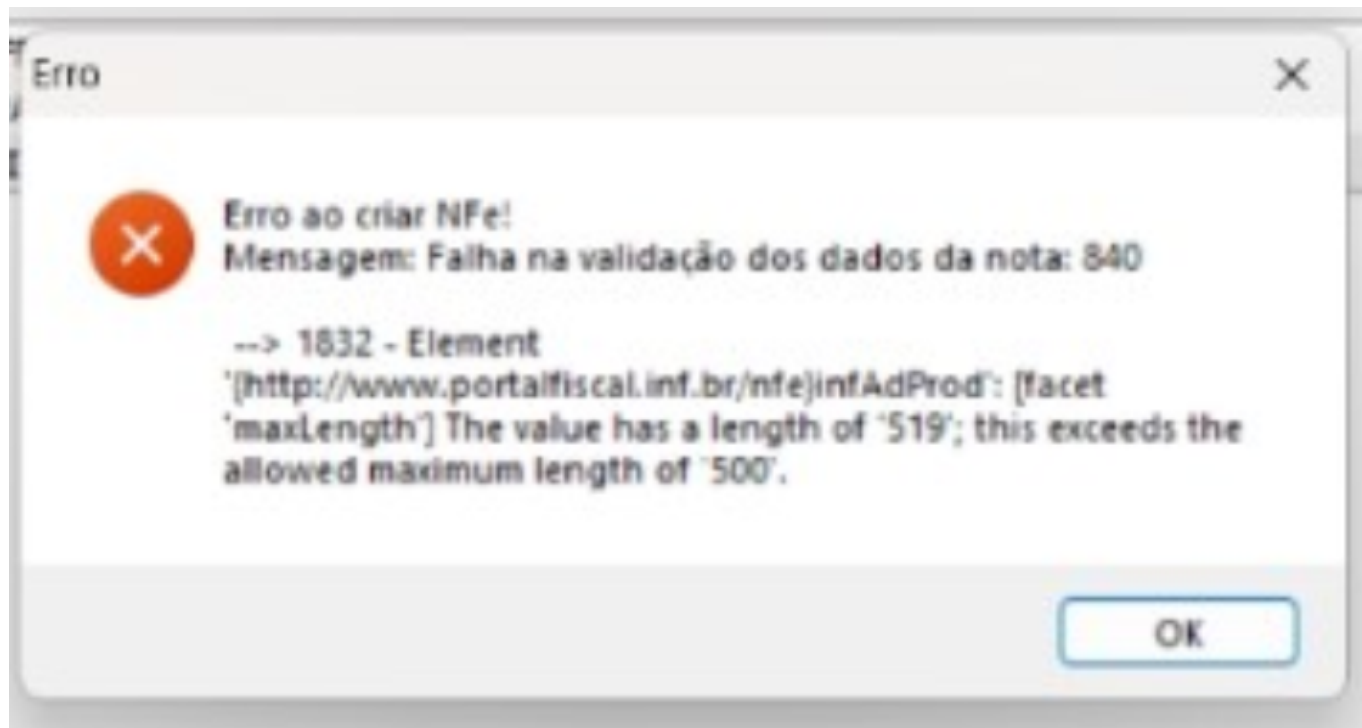 Erro
Erro ao criar NFe!
Mensagem: Falha na validação dos dados da nota: 840
--> 1832 - Element
'{http://www.portalfiscal.inf.br/nfe}infAdProd': [facet
'maxLength'] The value has a length of '519'; this exceeds the
allowed maximum length of '500'.
OK